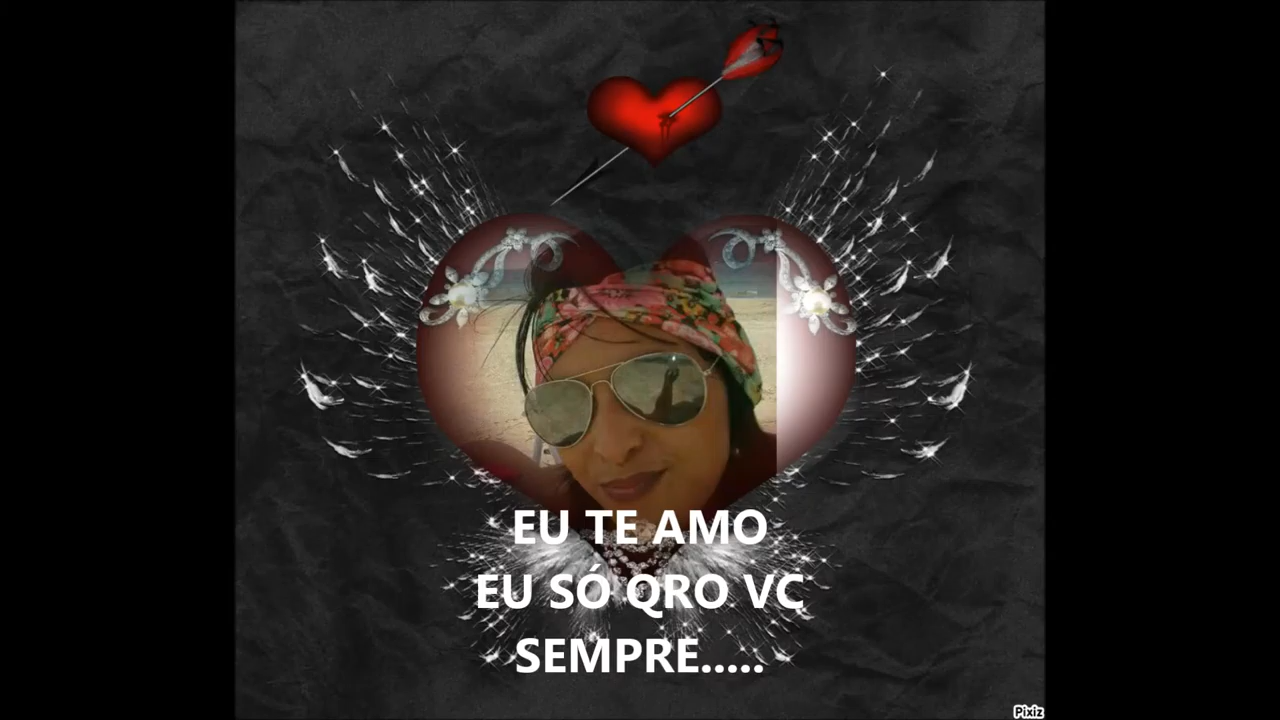 EU TE AMO
EU SÓ QRO VC
SEMPRE.....
Pixiz